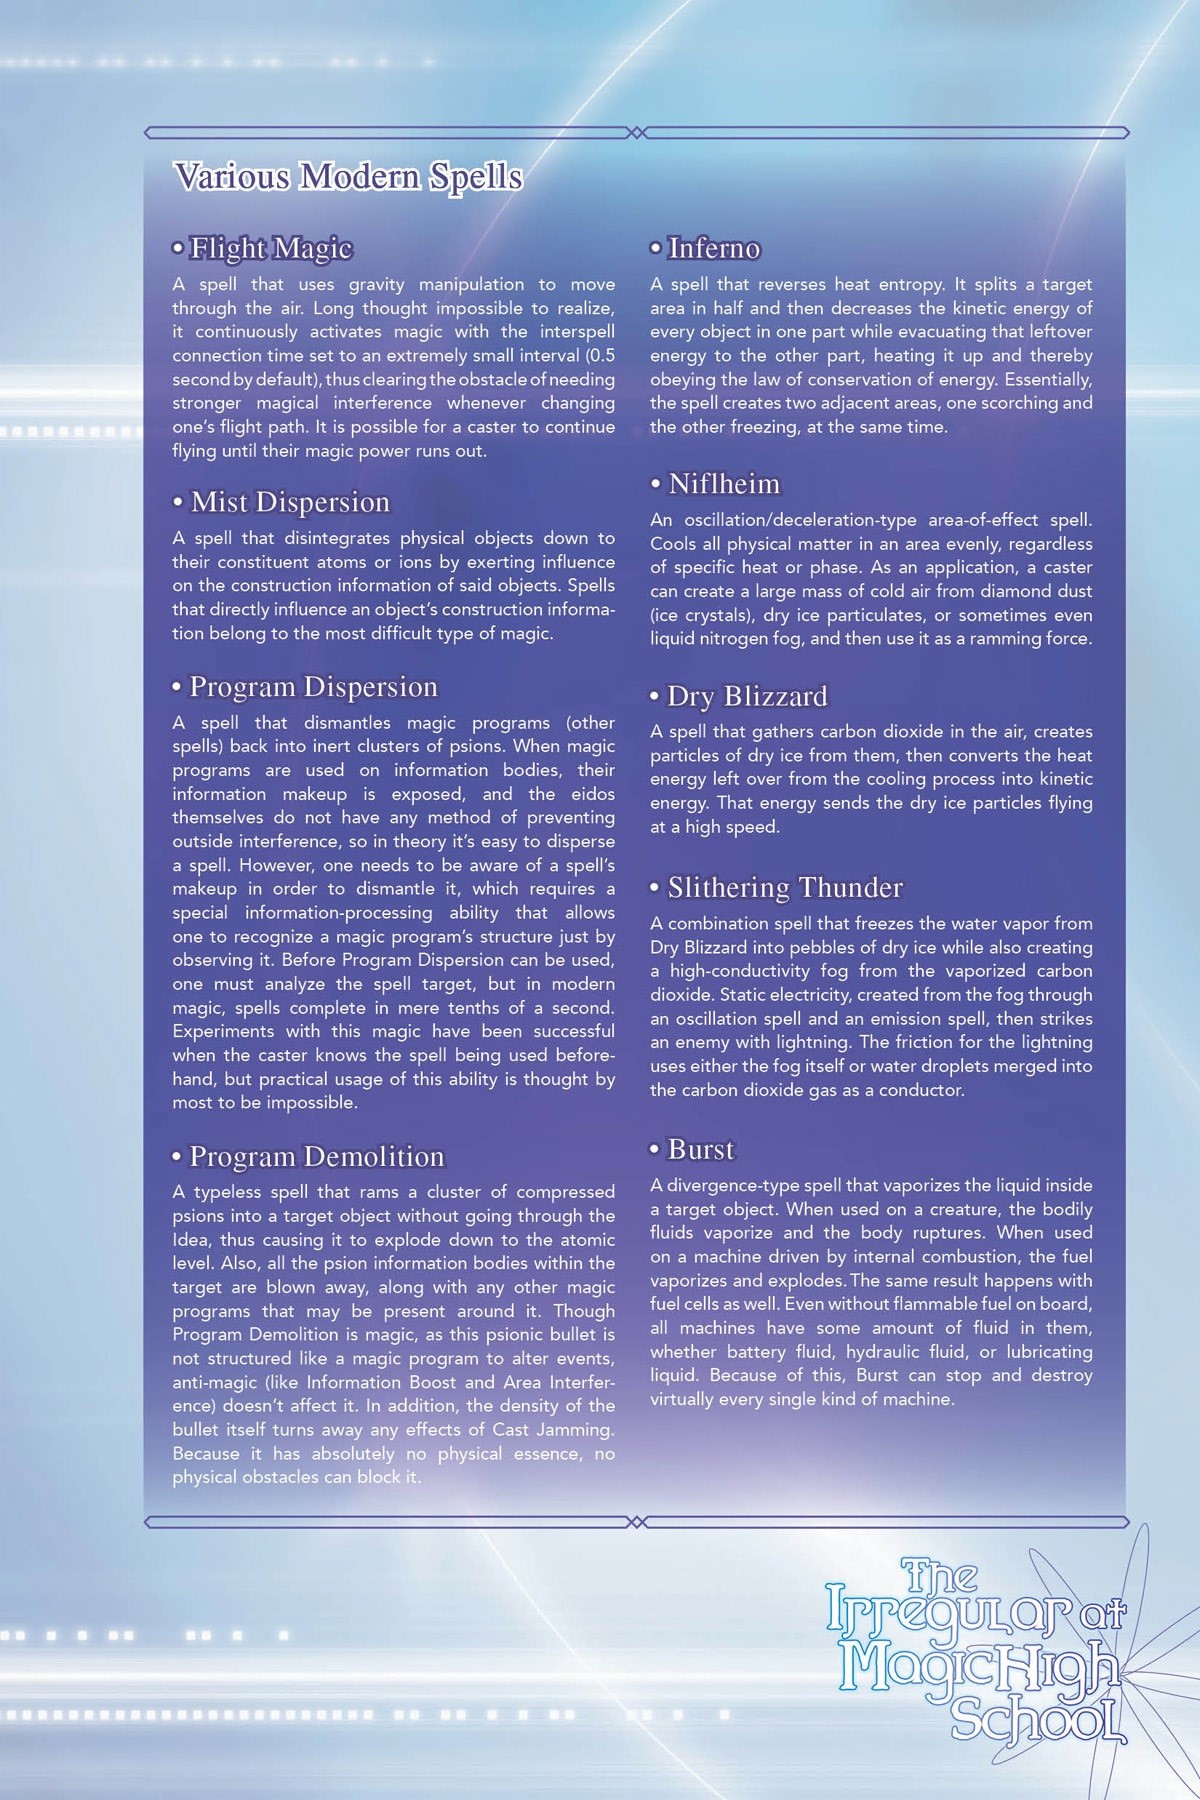 Various Modern Spells
• Flight Magic
A spell that uses gravity manipulation to move
through the air. Long thought impossible to realize,
it continuously activates magic with the interspell
connection time set to an extremely small interval (0.5
second by default), thus clearing the obstacle of needing
stronger magical interference whenever changing
one's flight path. It is possible for a caster to continue
flying until their magic power runs out.
• Mist Dispersion
A spell that disintegrates physical objects down to
their constituent atoms or ions by exerting influence
on the construction information of said objects. Spells
that directly influence an object's construction informa-
tion belong to the most difficult type of magic.
• Program Dispersion
A spell that dismantles magic programs (other
spells) back into inert clusters of psions. When magic
programs are used on information bodies, their
information makeup is exposed, and the eidos
themselves do not have any method of preventing
outside interference, so in theory it's easy to disperse
a spell. However, one needs to be aware of a spell's
makeup in order to dismantle it, which requires a
special information-processing ability that allows
one to recognize a magic program's structure just by
observing it. Before Program Dispersion can be used,
one must analyze the spell target, but in modern
magic, spells complete in mere tenths of a second.
Experiments with this magic have been successful
when the caster knows the spell being used before-
hand, but practical usage of this ability is thought by
most to be impossible.
• Program Demolition
A typeless spell that rams a cluster of compressed
psions into a target object without going through the
Idea, thus causing it to explode down to the atomic
level. Also, all the psion information bodies within the
target are blown away, along with any other magic
programs that may be present around it. Though
Program Demolition is magic, as this psionic bullet is
not structured like a magic program to alter events,
anti-magic (like Information Boost and Area Interfer-
ence) doesn't affect it. In addition, the density of the
bullet itself turns away any effects of Cast Jamming.
Because it has absolutely no physical essence, no
physical obstacles can block it.
• Inferno
A spell that reverses heat entropy. It splits a target
area in half and then decreases the kinetic energy of
every object in one part while evacuating that leftover
energy to the other part, heating it up and thereby
obeying the law of conservation of energy. Essentially,
the spell creates two adjacent areas, one scorching and
the other freezing, at the same time.
• Niflheim
An oscillation/deceleration-type area-of-effect spell.
Cools all physical matter in an area evenly, regardless
of specific heat or phase. As an application, a caster
can create a large mass of cold air from diamond dust
(ice crystals), dry ice particulates, or sometimes even
liquid nitrogen fog, and then use it as a ramming force.
• Dry Blizzard
A spell that gathers carbon dioxide in the air, creates
particles of dry ice from them, then converts the heat
energy left over from the cooling process into kinetic
energy. That energy sends the dry ice particles flying
at a high speed.
• Slithering Thunder
A combination spell that freezes the water vapor from
Dry Blizzard into pebbles of dry ice while also creating
a high-conductivity fog from the vaporized carbon
dioxide. Static electricity, created from the fog through
an oscillation spell and an emission spell, then strikes
an enemy with lightning. The friction for the lightning
uses either the fog itself or water droplets merged into
the carbon dioxide gas as a conductor.
• Burst
A divergence-type spell that vaporizes the liquid inside
a target object. When used on a creature, the bodily
fluids vaporize and the body ruptures. When used
on a machine driven by internal combustion, the fuel
vaporizes and explodes. The same result happens with
fuel cells as well. Even without flammable fuel on board,
all machines have some amount of fluid in them,
whether battery fluid, hydraulic fluid, or lubricating
liquid. Because of this, Burst can stop and destroy
virtually every single kind of machine.
The
Irregular at
Magic High
School